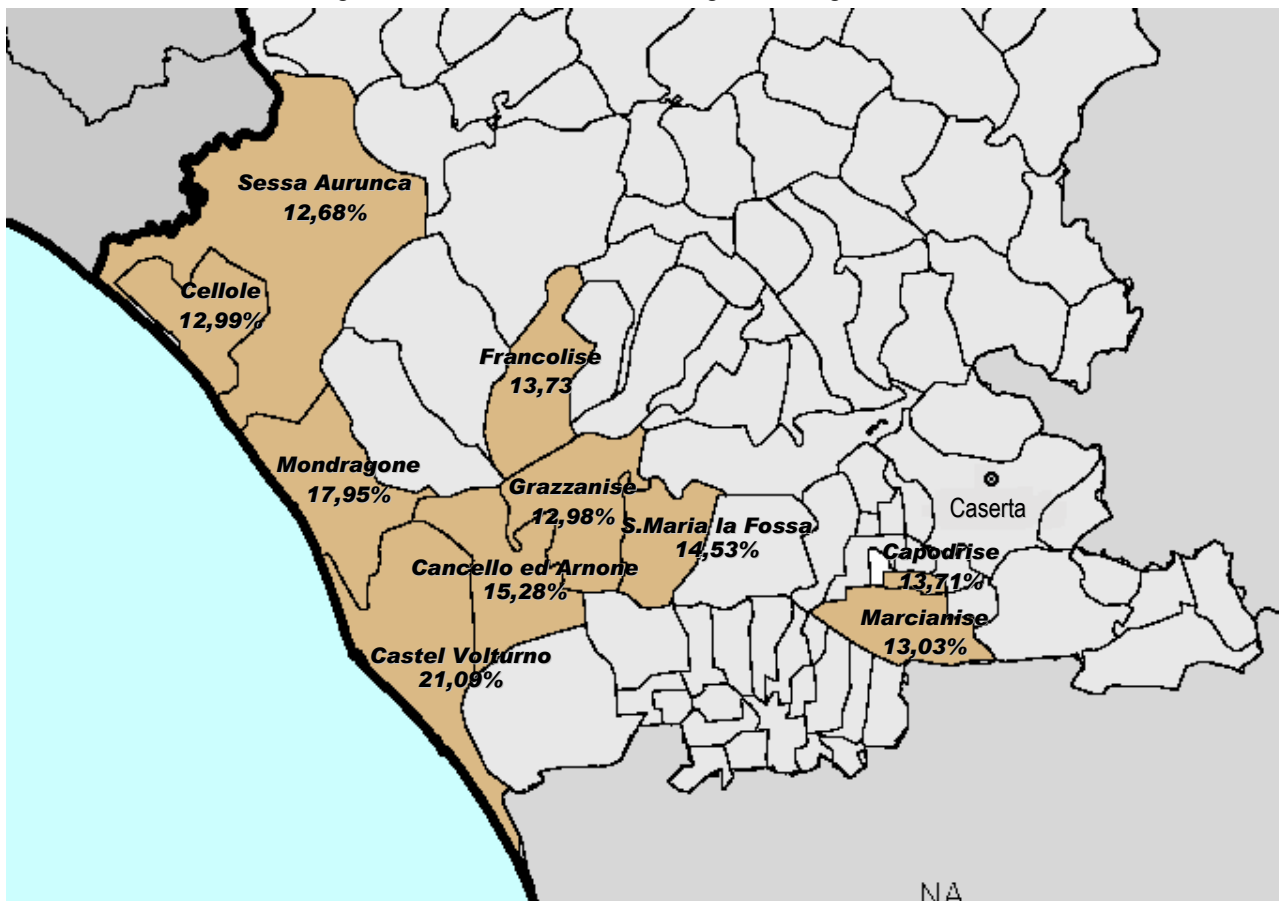 Sessa Aurunca
12,68%
Cellole
12,99%
Francolise
13,73
Mondragone
17,95%
Grazzanise
12,98%
S.Maria la Fossa
14,53%
Caserta
Capodrise
13,71%
Cancello ed Arnone
15,28%
Marcianise
13,03%
Castel Volturno
21,09%
NA